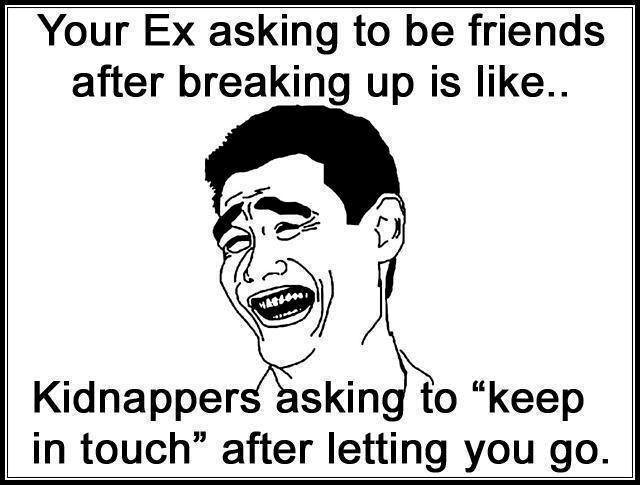 Your Ex asking to be friends
after breaking up is like..
Kidnappers asking to “keep
in touch” after letting you go.